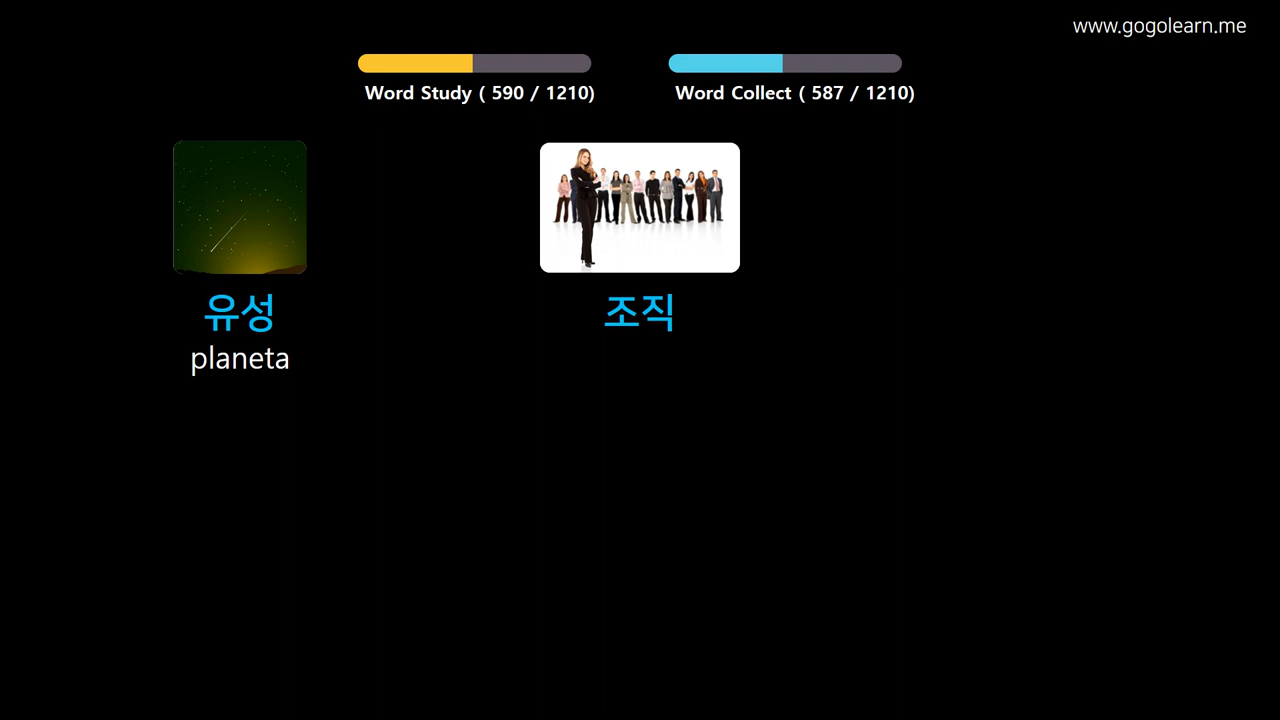 www.gogolearn.me
Word Study ( 590 / 1210)
Word Collect ( 587 / 1210)
유성
planeta
조직